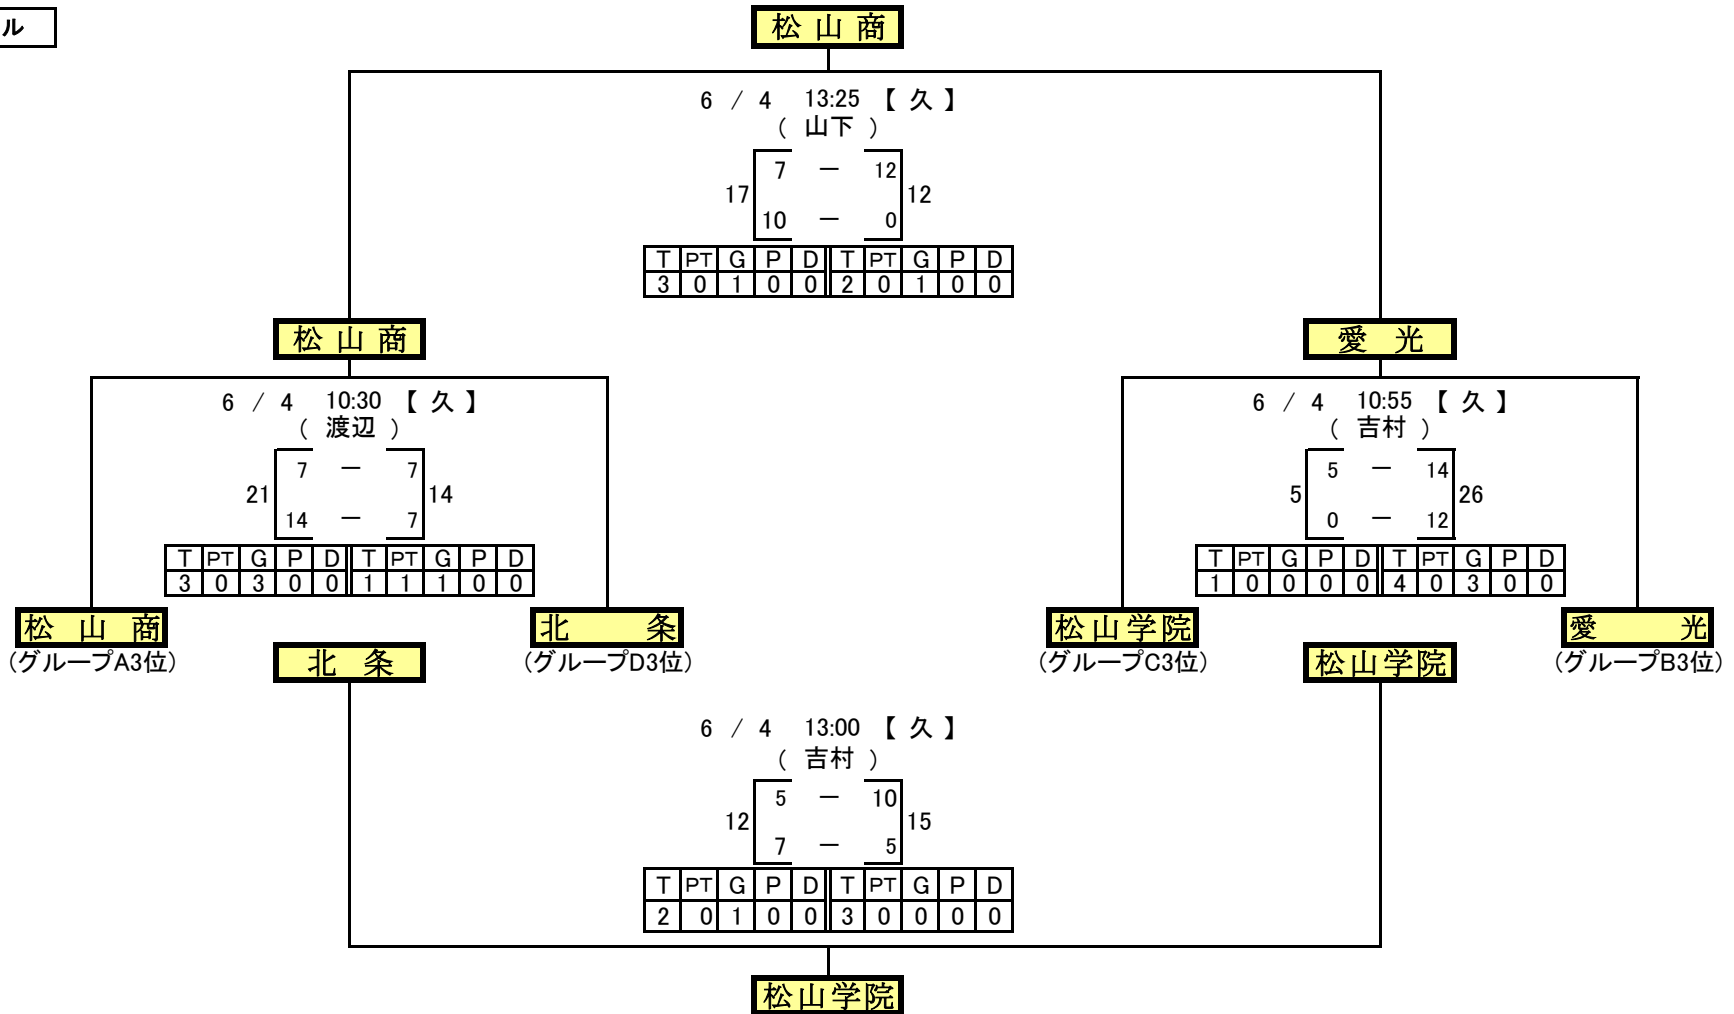 ル
松山商
6 / 4 13:25 【 久 】
( 山下 )
7 － 12
17 12
10 － 0
T PT G P D T PT G P D
3 0 1 0 0 2 0 1 0 0
松山商 愛光
6 / 4 10:30 【 久 】
( 渡辺 )
7 － 7
21 14
14 － 7
T PT G P D T PT G P D
3 0 3 0 0 1 1 1 0 0
6 / 4 10:55 【 久 】
( 吉村 )
5 － 14
5 26
0 － 12
T PT G P D T PT G P D
1 0 0 0 0 4 0 3 0 0
松山商 北条 松山学院 愛光
(グループA3位) (グループD3位) (グループC3位) (グループB3位)
北条 松山学院
6 / 4 13:00 【 久 】
( 吉村 )
5 － 10
12 15
7 － 5
T PT G P D T PT G P D
2 0 1 0 0 3 0 0 0 0
松山学院